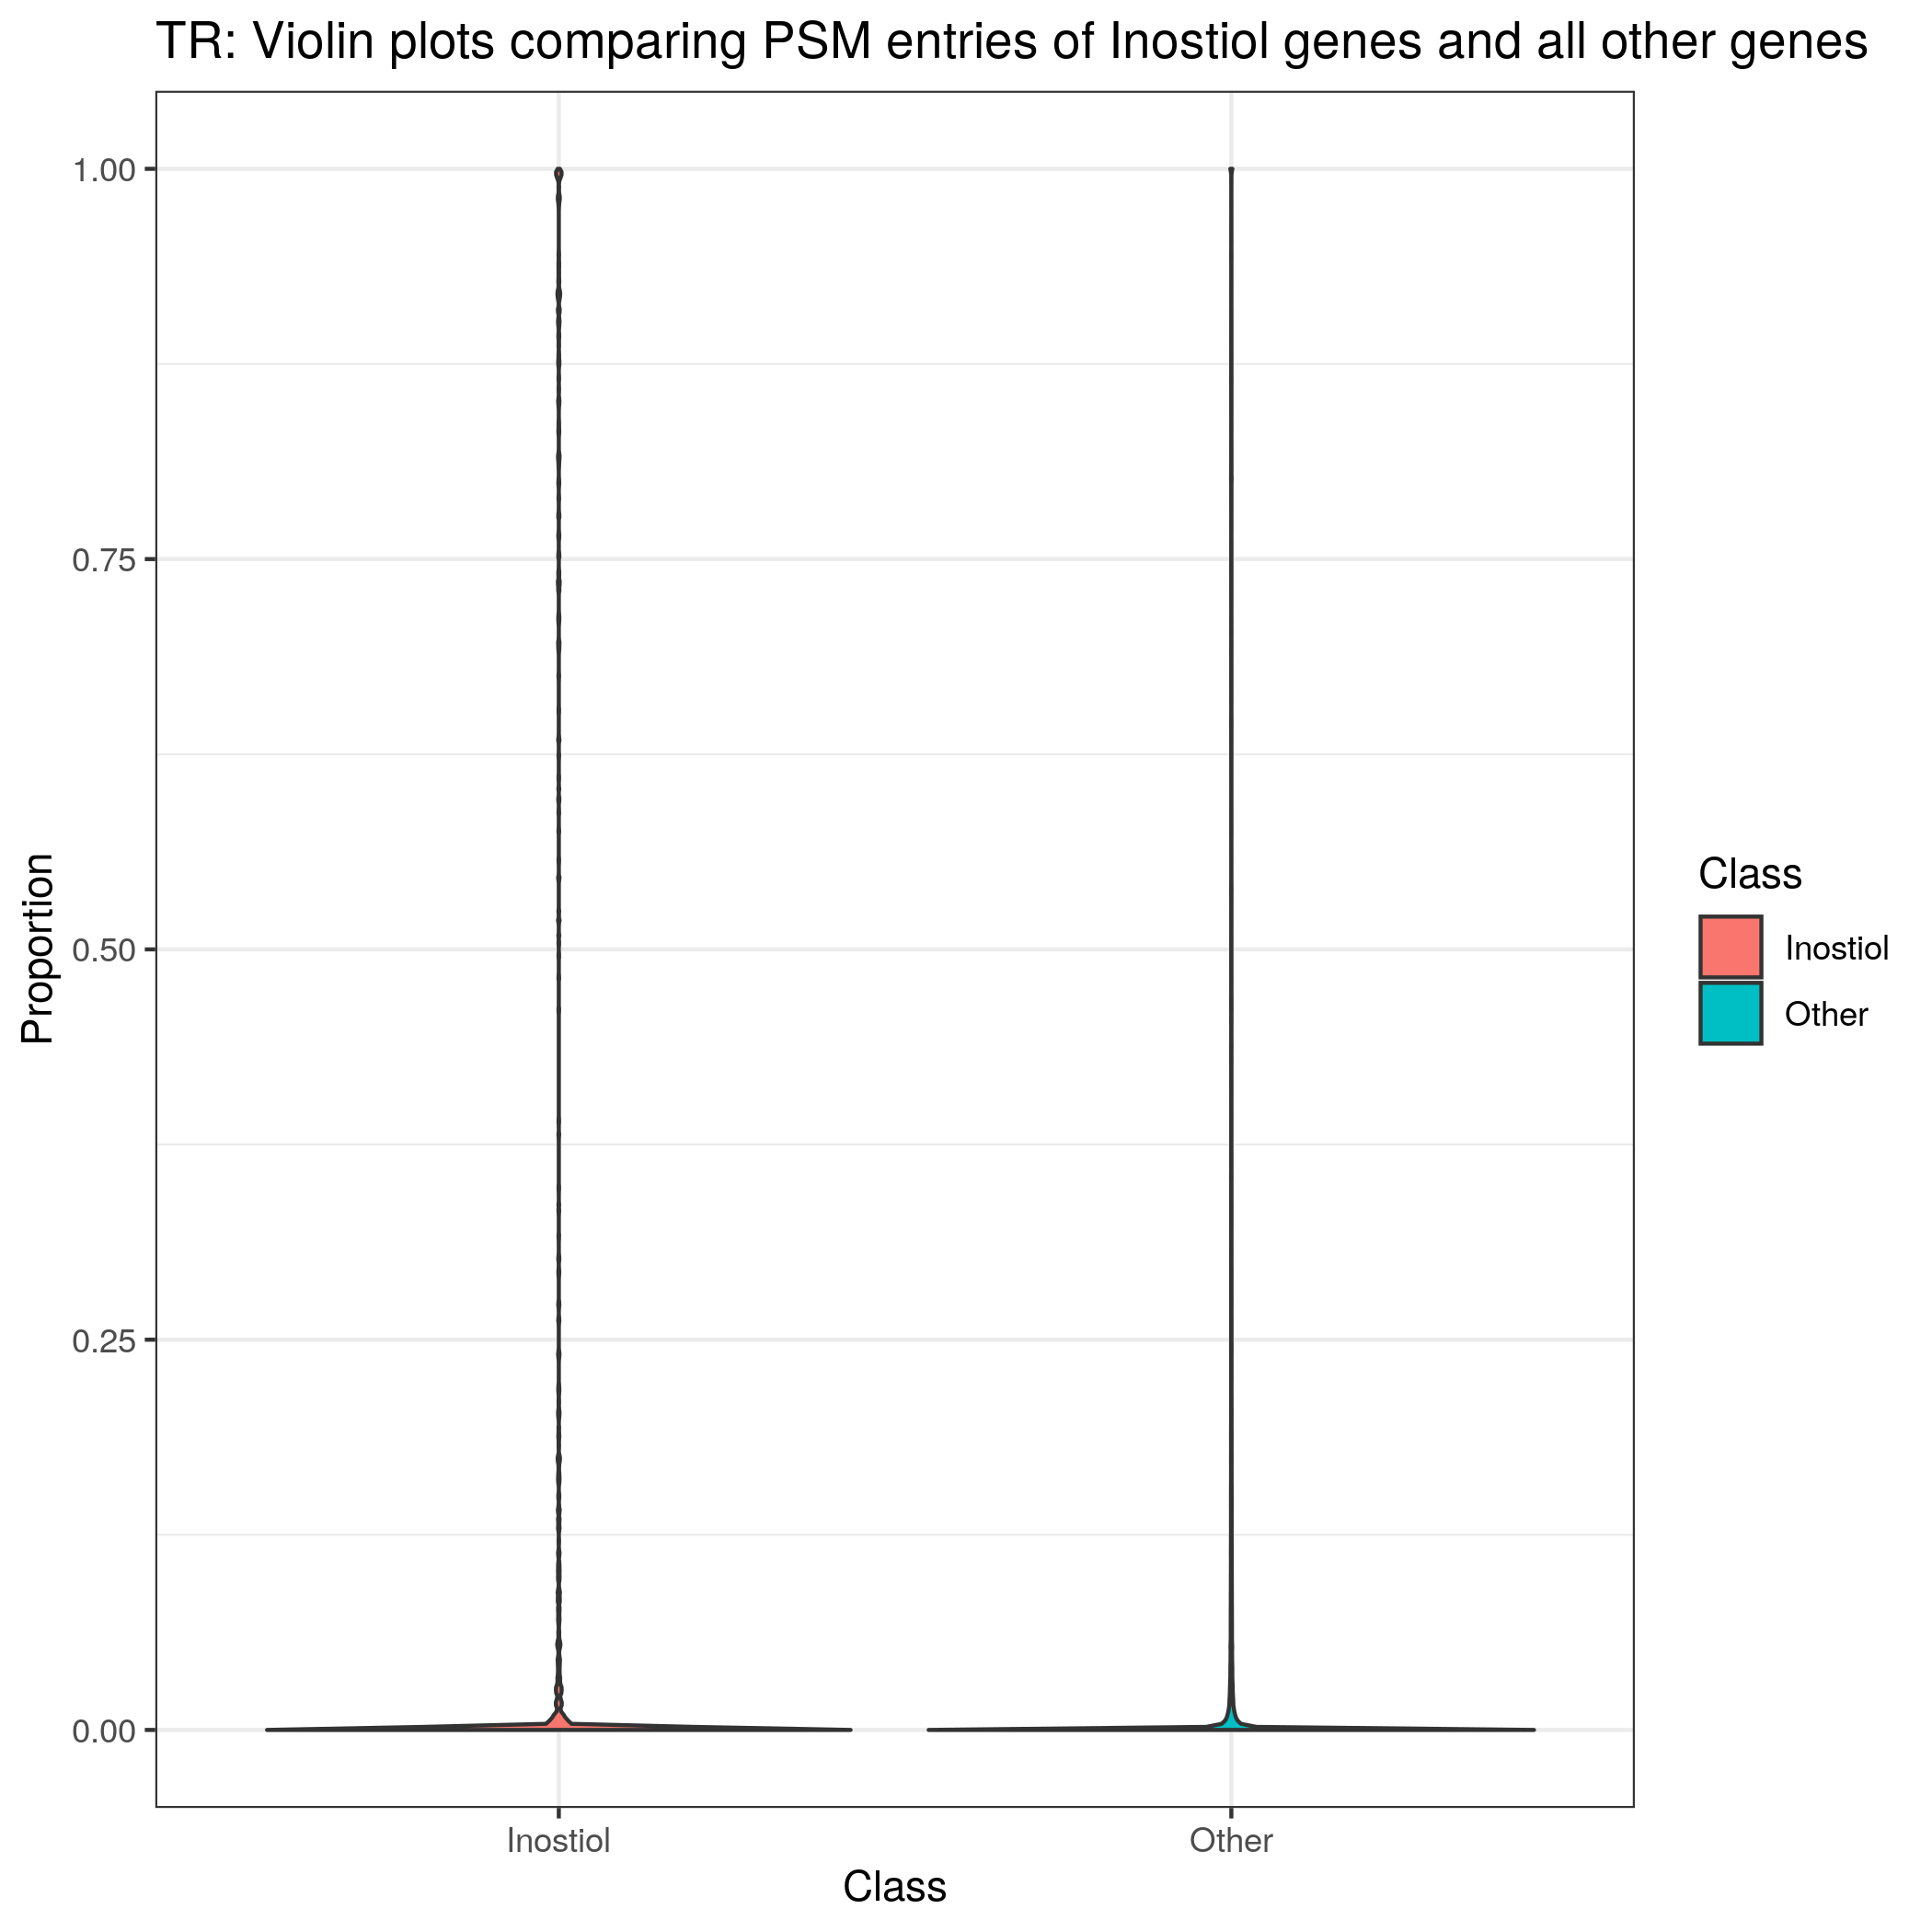 TR: Violin plots comparing PSM entries of Inostiol genes and all other genes
1.00
0.75
0.50
0.25
0.00
Proportion
Inostiol
Other
Class
Class
Inostiol
Other